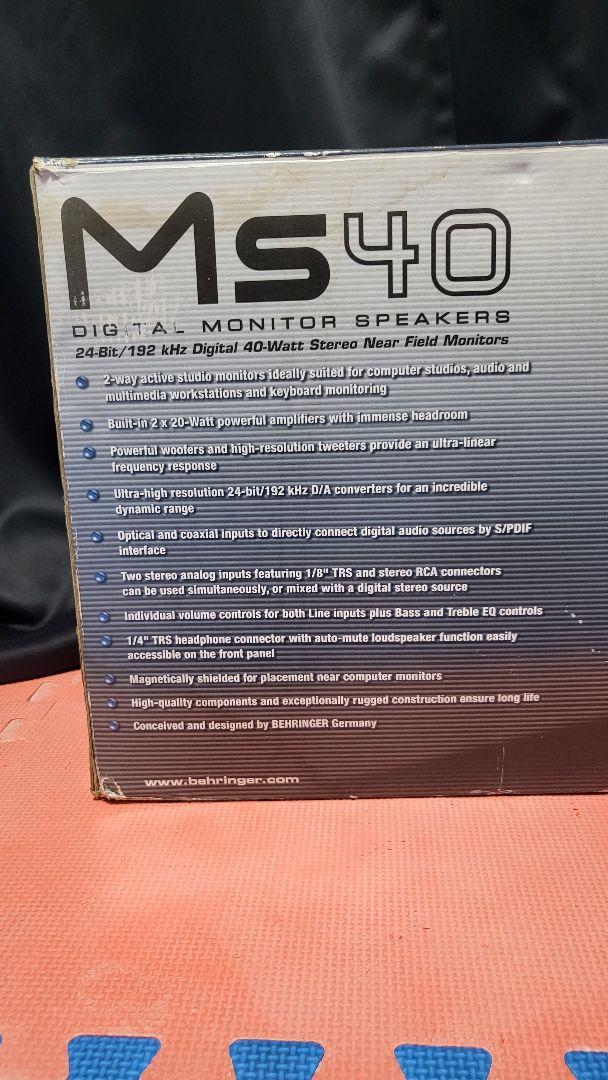 Ms40
DIGITAL MONITOR SPEAKERS
24-Bit/192 kHz Digital 40-Watt Stereo Near Field Monitors
2-way active studio monitors ideally suited for computer studios, audio and
multimedia workstations and keyboard monitoring
Built-in 2 x 20-Watt powerful amplifiers with immense headroom
Powerful woofers and high-resolution tweeters provide an ultra-linear
frequency response
Ultra-high resolution 24-bit/192 kHz D/A converters for an incredible
dynamic range
Optical and coaxial inputs to directly connect digital audio sources by S/PDIF
interface
Two stereo analog inputs featuring 1/8" TRS and stereo RCA connectors
can be used simultaneously, or mixed with a digital stereo source
Individual volume controls for both Line inputs plus Bass and Treble EQ controls
1/4" TRS headphone connector with auto-mute loudspeaker function easily
accessible on the front panel
Magnetically shielded for placement near computer monitors
High-quality components and exceptionally rugged construction ensure long life
Conceived and designed by BEHRINGER Germany
www.behringer.com